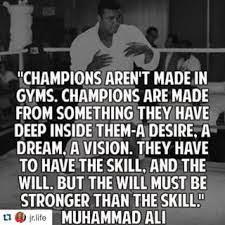 "CHAMPIONS AREN'T MADE IN
GYMS. CHAMPIONS ARE MADE
FROM SOMETHING THEY HAVE
DEEP INSIDE THEM-A DESIRE, A
DREAM, A VISION. THEY HAVE
TO HAVE THE SKILL, AND THE
WILL. BUT THE WILL MUST BE
STRONGER THAN THE SKILL."
MUHAMMAD ALI
jr.life